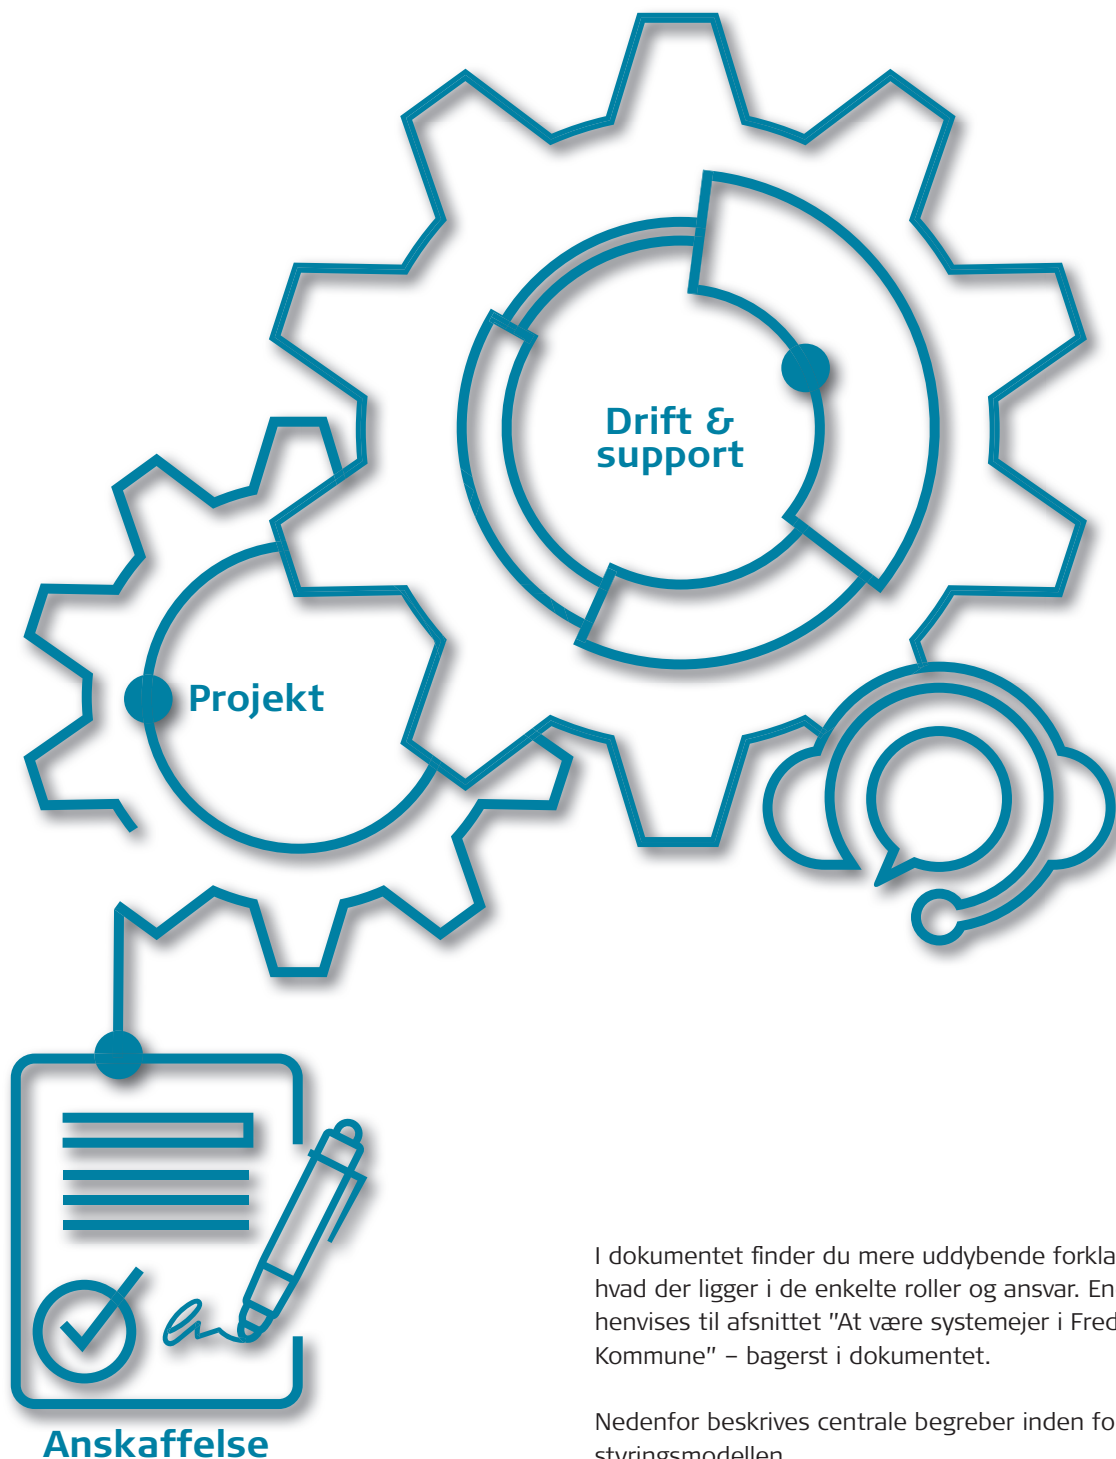 Drift &
support
Projekt
Anskaffelse
I dokumentet finder du mere uddybende forkla
hvad der ligger i de enkelte roller og ansvar. En
henvises til afsnittet "At være systemejer i Fred
Kommune" – bagerst i dokumentet.
Nedenfor beskrives centrale begreber inden fo
styringsmodellen.